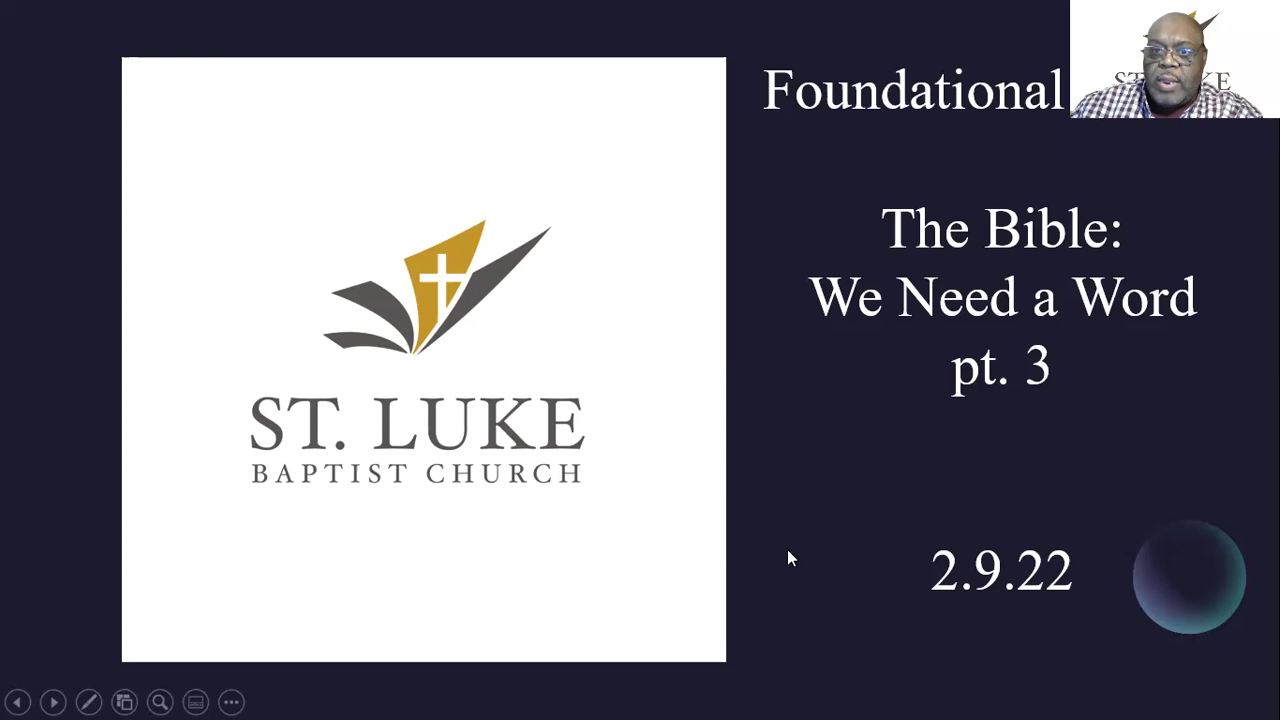 Foundational
The Bible:
We Need a Word
pt. 3
ST. LUKE
BAPTIST CHURCH
2.9.22